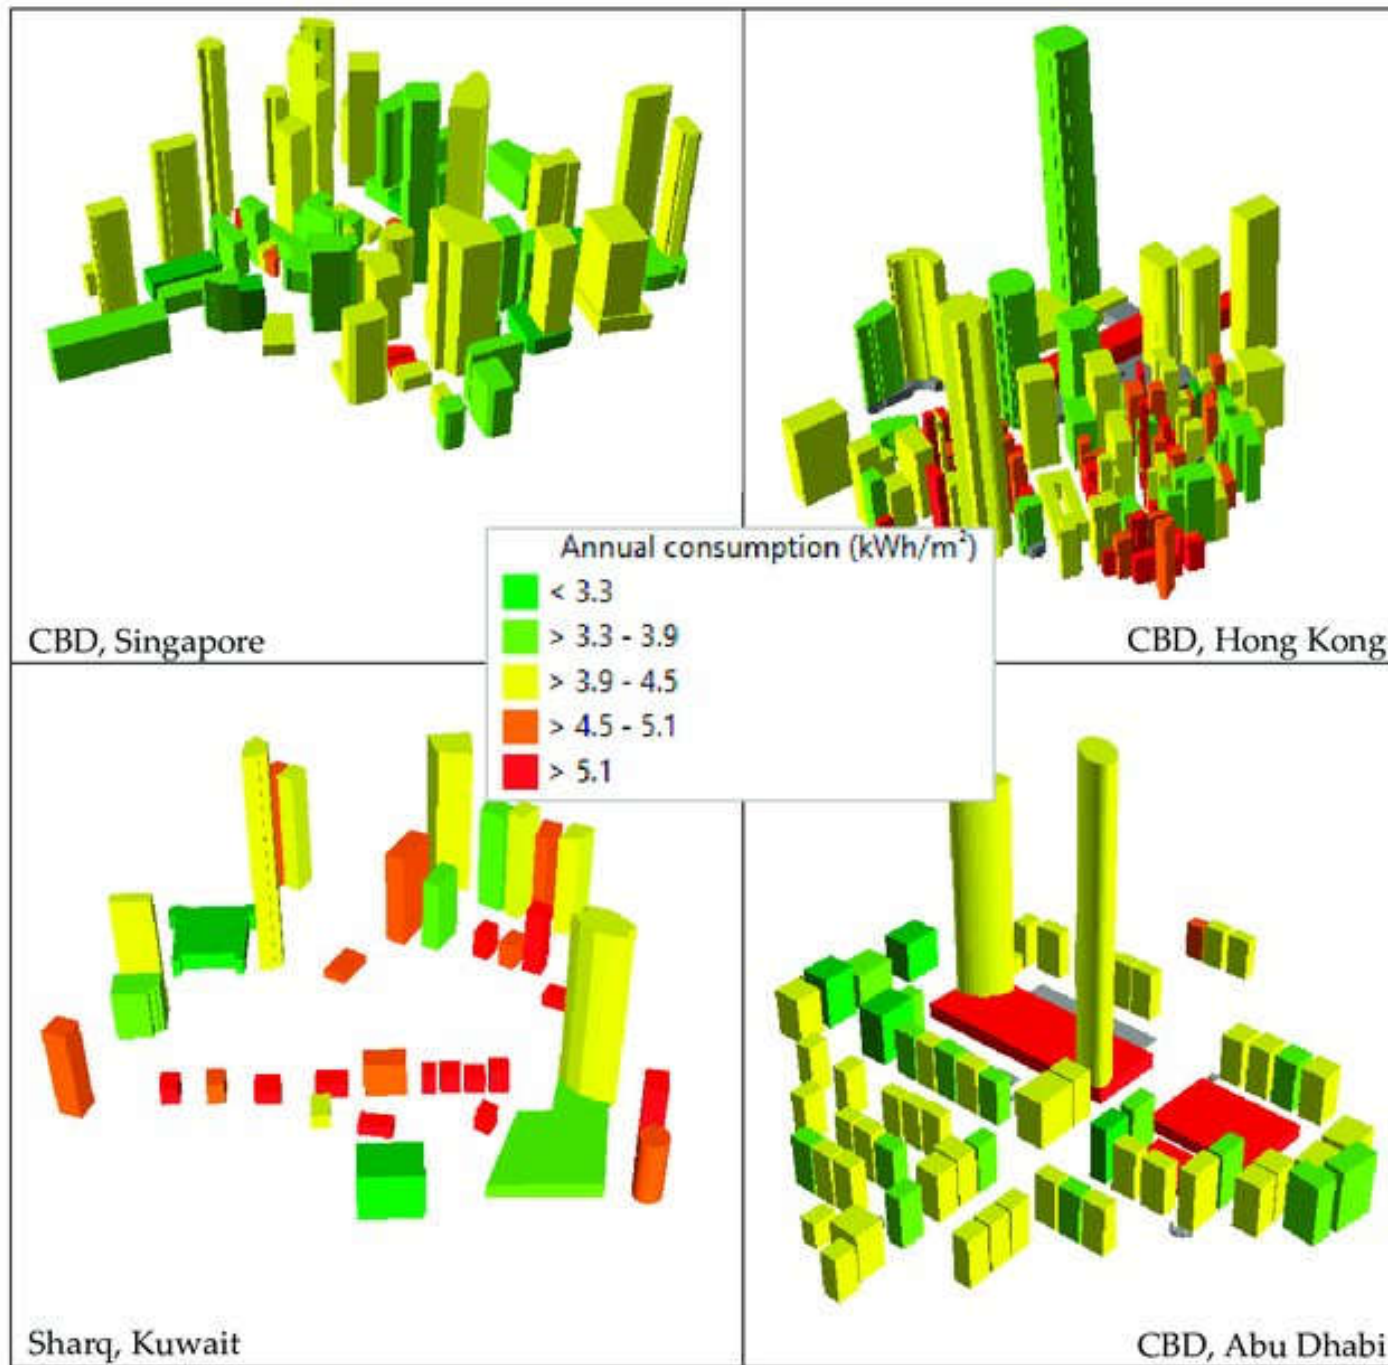 Annual consumption (kWh/m²)
< 3.3
> 3.3 - 3.9
> 3.9 - 4.5
> 4.5 - 5.1
> 5.1
CBD, Singapore
CBD, Hong Kong
Sharq, Kuwait
CBD, Abu Dhabi